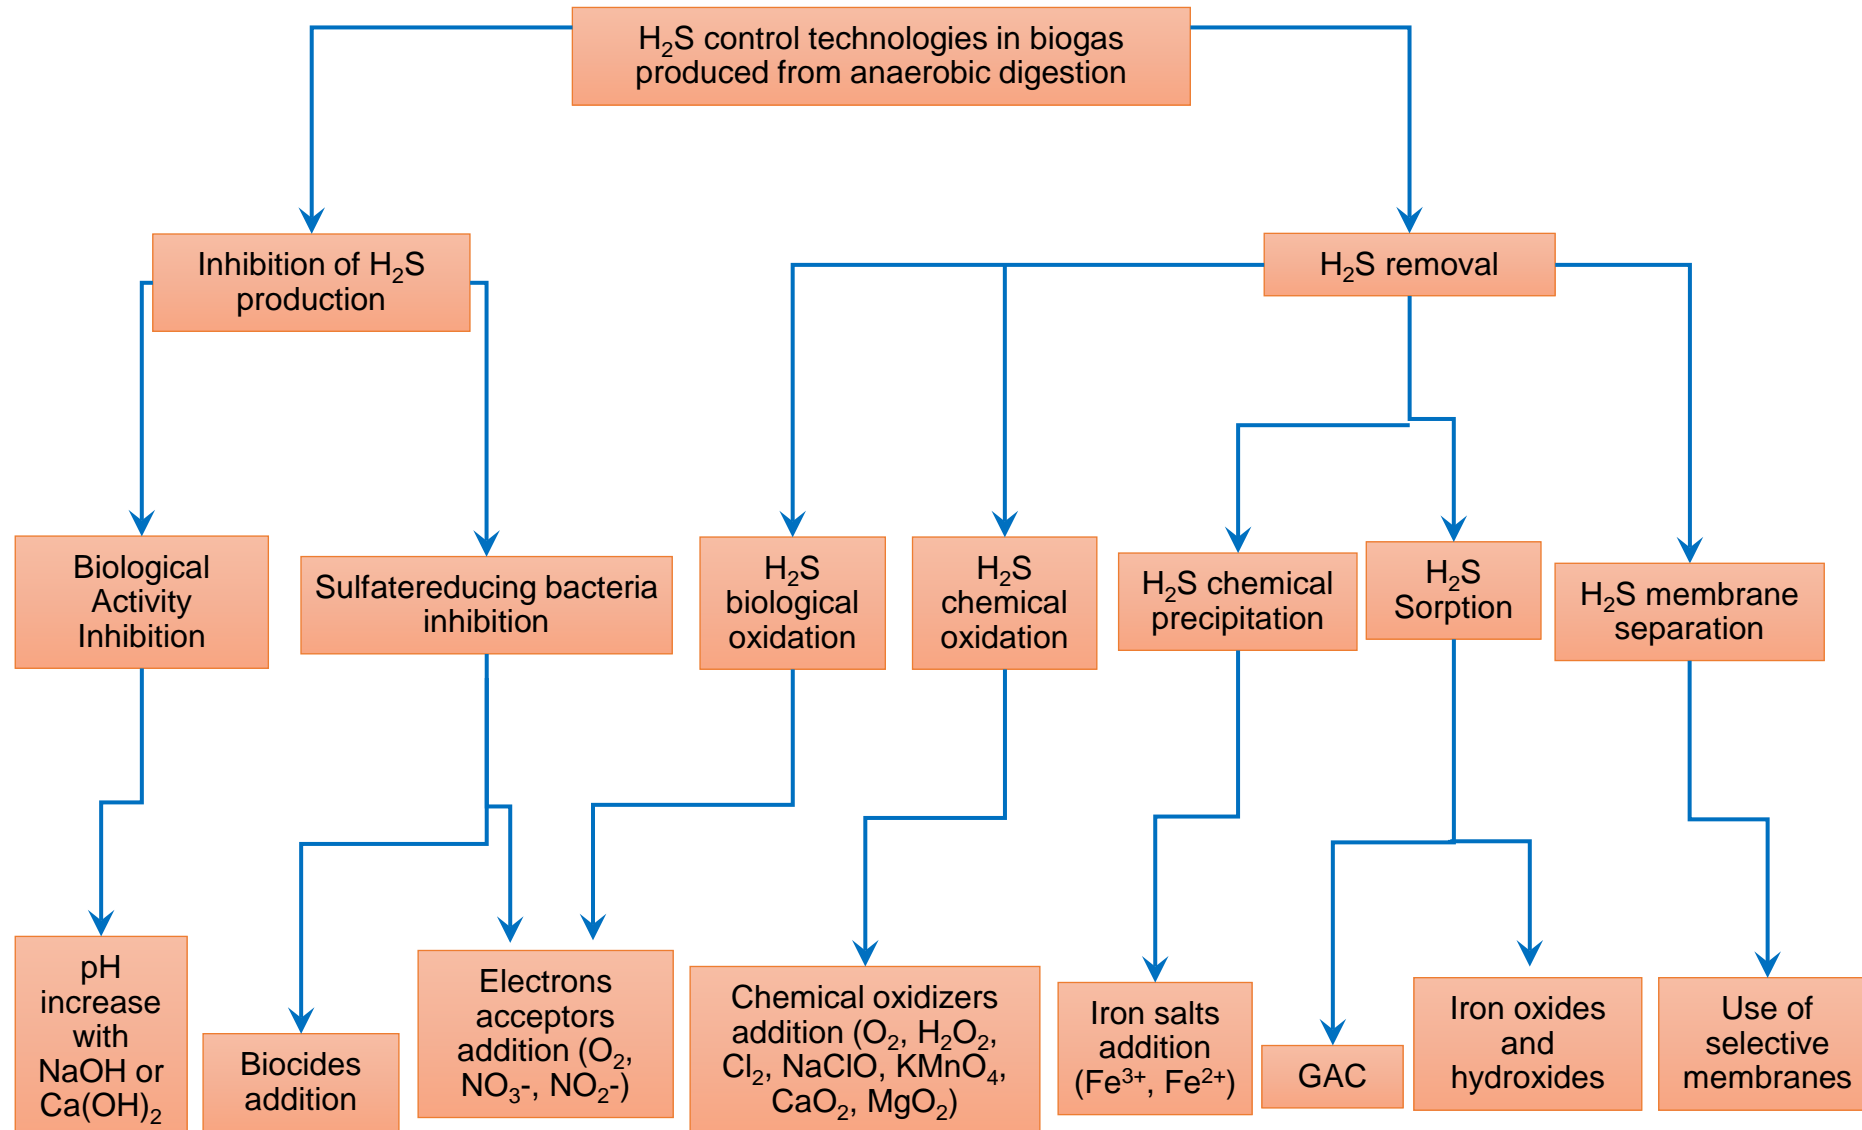 H₂S control technologies in biogas
produced from anaerobic digestion
Inhibition of H₂S
production
H₂S removal
Biological
Activity
Inhibition
Sulfatereducing bacteria
inhibition
H₂S
biological
oxidation
H₂S
chemical
oxidation
H₂S chemical
precipitation
H₂S
Sorption
H₂S membrane
separation
pH
increase
with
NaOH or
Ca(OH)₂
Biocides
addition
Electrons
acceptors
addition (O₂,
NO₃-, NO₂-)
Chemical oxidizers
addition (O₂, H₂O₂,
Cl₂, NaClO, KMnO₄,
CaO₂, MgO₂)
Iron salts
addition
(Fe³⁺, Fe²⁺)
GAC
Iron oxides
and
hydroxides
Use of
selective
membranes